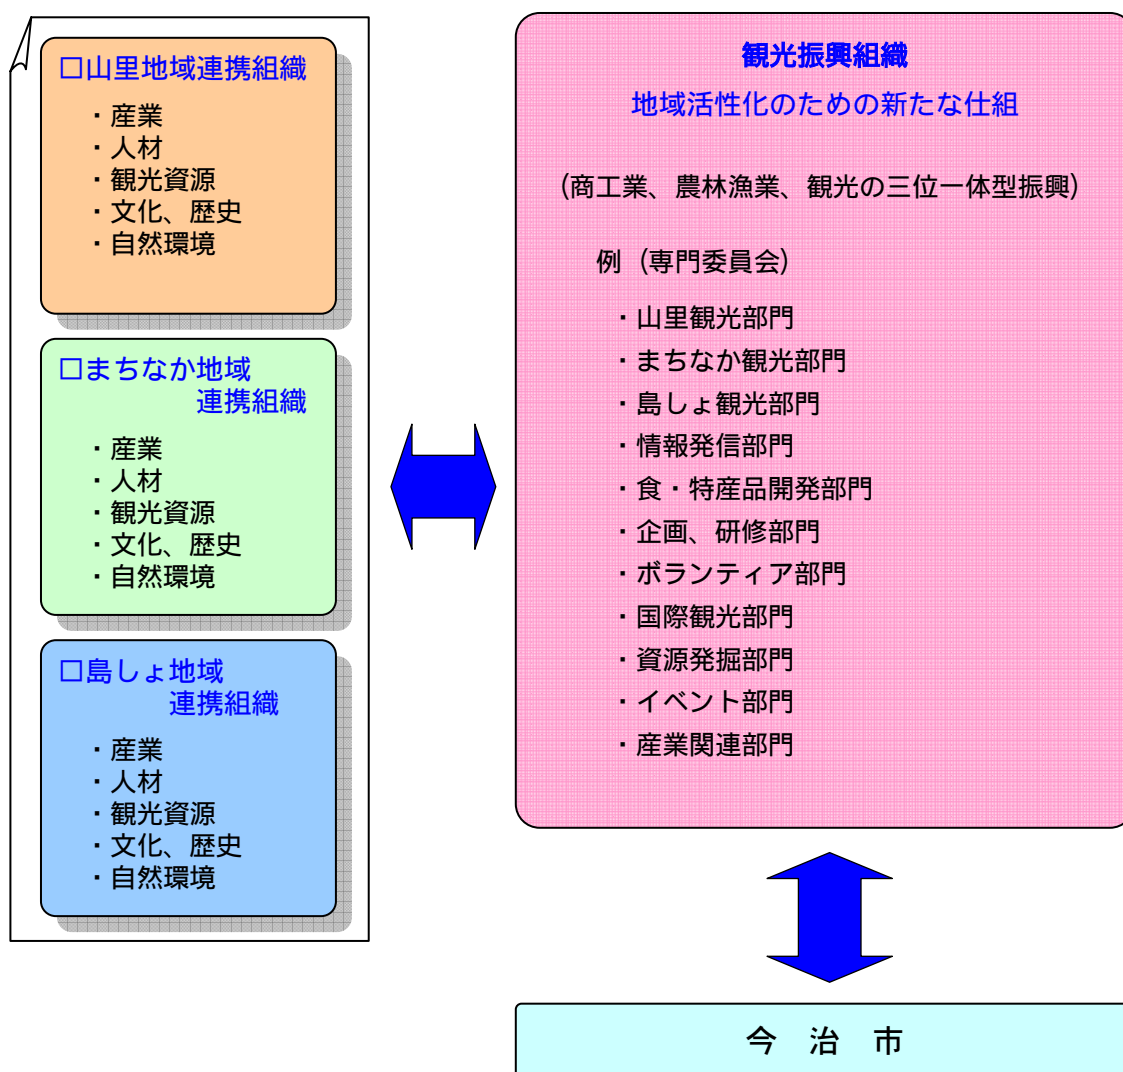 □山里地域連携組織
・産業
・人材
・観光資源
・文化、歴史
・自然環境
□まちなか地域
連携組織
・産業
・人材
・観光資源
・文化、歴史
・自然環境
□島しょ地域
連携組織
・産業
・人材
・観光資源
・文化、歴史
・自然環境
観光振興組織
地域活性化のための新たな仕組
(商工業、農林漁業、観光の三位一体型振興)
例（専門委員会)
・山里観光部門
・まちなか観光部門
・島しょ観光部門
・情報発信部門
・食・特産品開発部門
・企画、研修部門
・ボランティア部門
・国際観光部門
・資源発掘部門
・イベント部門
・産業関連部門
今　治　市